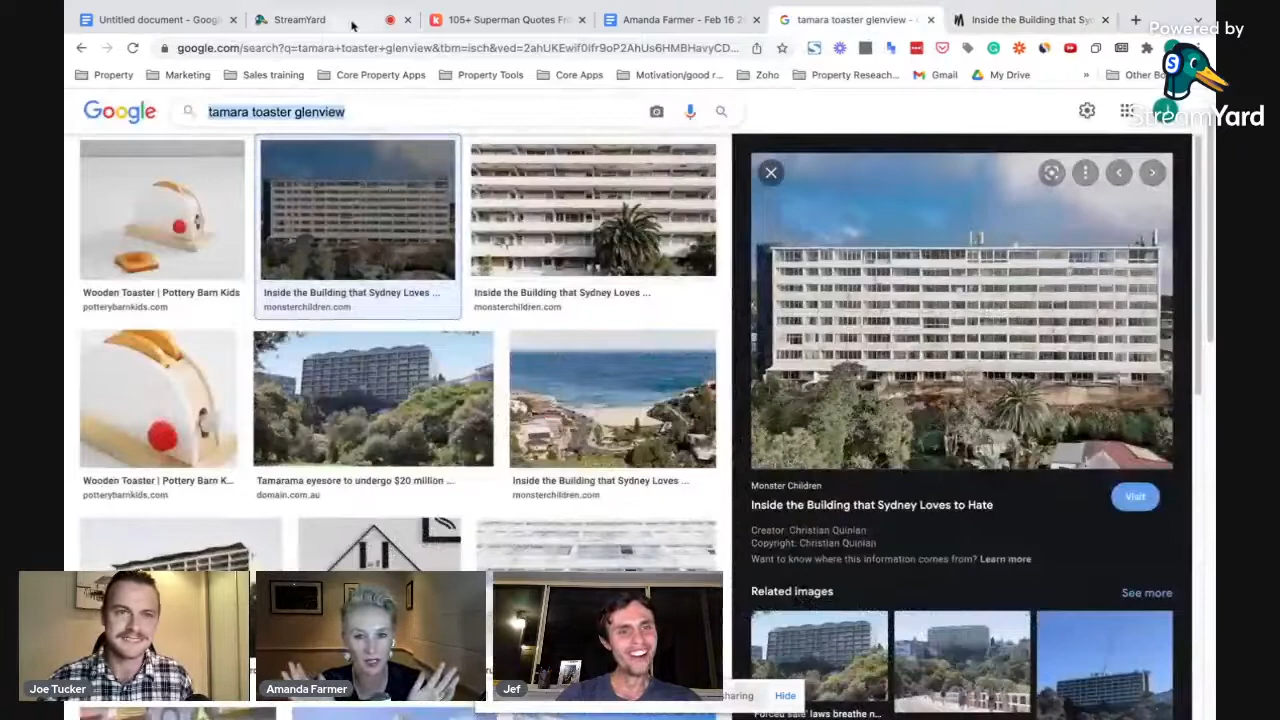 Untitled document - Google
StreamYard
105+ Superman Quotes Fro
Amanda Farmer - Feb 16 2
tamara toaster glenview -
Inside the Building that Sy
Powered by
StreamYard
google.com/search?q=tamara+toaster+glenview&tbm=isch&ved=
Property
Marketing
Sales training
Core Property Apps
Property Tools
Core Apps
Motivation/good r...
Zoho
Property Reseach...
Gmail
My Drive
»
Other Bo
Google
tamara toaster glenview
Wooden Toaster | Pottery Barn Kids
potterybarnkids.com
Inside the Building that Sydney Loves ...
monsterchildren.com
Inside the Building that Sydney Loves ...
monsterchildren.com
Wooden Toaster | Pottery Barn K...
potterybarnkids.com
Tamarama eyesore to undergo $20 million ...
domain.com.au
Inside the Building that Sydney Loves ...
monsterchildren.com
Monster Children
Inside the Building that Sydney Loves to Hate
Visit
Creator: Christian Quinlan
Copyright: Christian Quinlan
Want to know where this information comes from? Learn more
Related images
See more
'Forced sale' laws breathe n...
Joe Tucker
Amanda Farmer
Jef
sharing
Hide